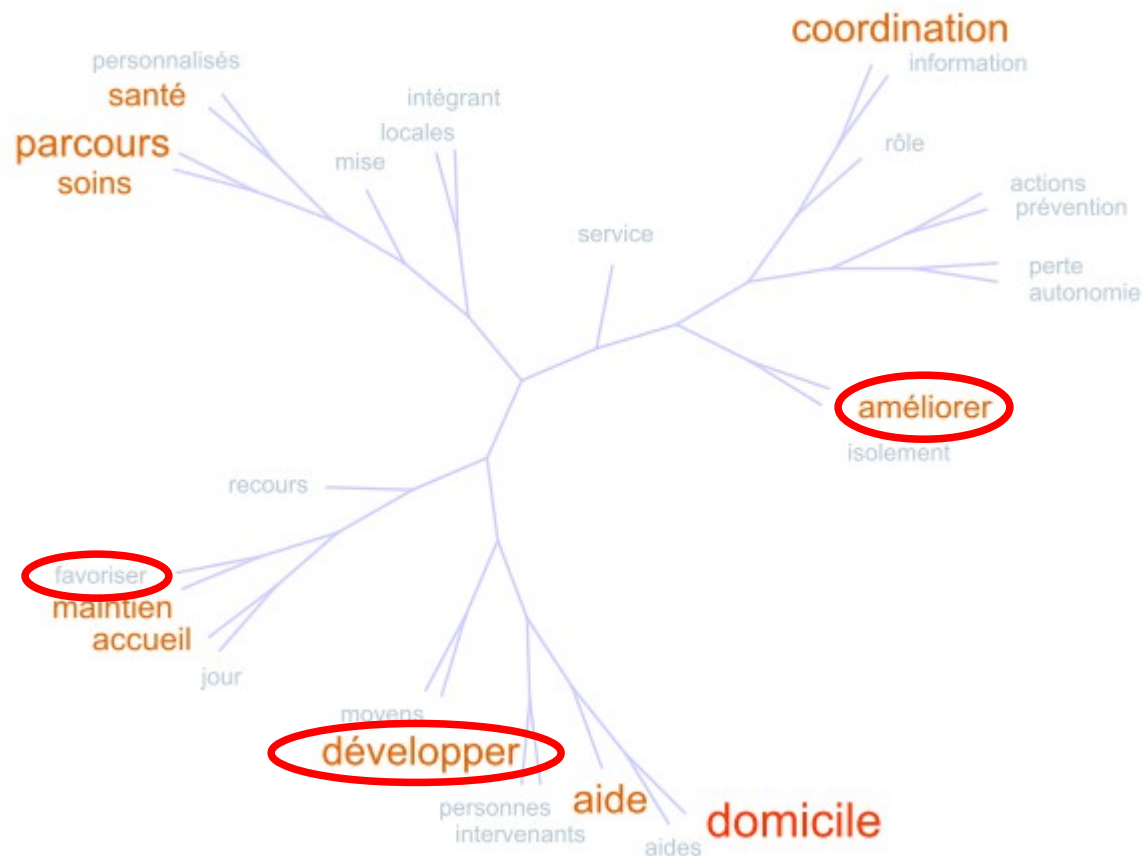 coordination
personnalisés
information
santé
intégrant
parcours
locales
rôle
mise
soins
actions
prévention
service
perte
autonomie
améliorer
isolement
recours
favoriser
maintien
accueil
jour
moyens
développer
personnes
aide
domicile
intervenants
aides